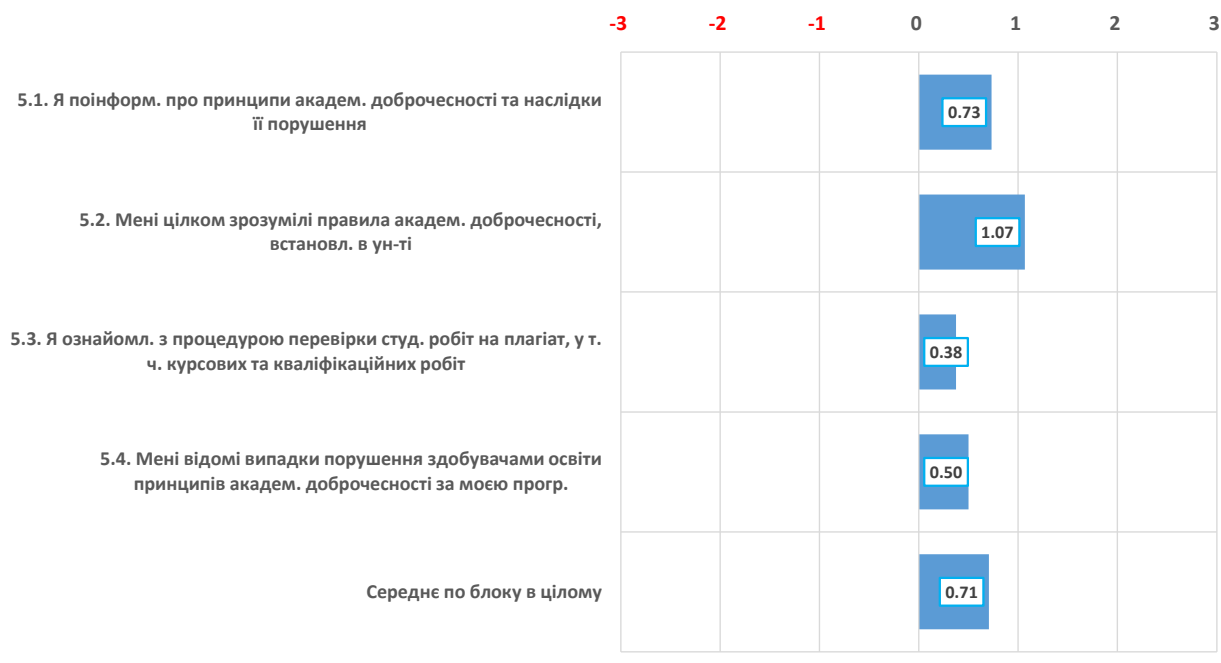 -3 -2 -1 0 1 2 3
5.1. Я поінформ. про принципи академ. доброчесності та наслідки
її порушення
0.73
5.2. Мені цілком зрозумілі правила академ. доброчесності,
встановл. в ун-ті
1.07
5.3. Я ознайомл. з процедурою перевірки студ. робіт на плагіат, у т.
ч. курсових та кваліфікаційних робіт
0.38
5.4. Мені відомі випадки порушення здобувачами освіти
принципів академ. доброчесності за моєю прогр.
0.50
Середнє по блоку в цілому
0.71